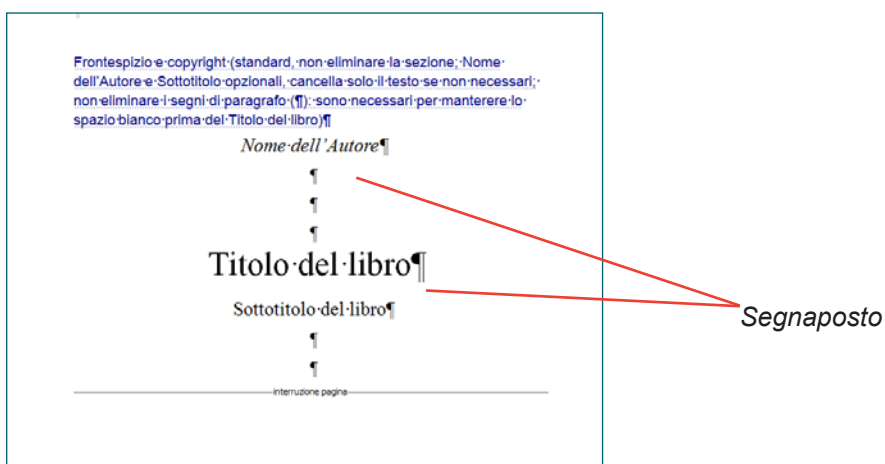 Frontespizio·e·copyright·(standard,·non·eliminare·la·sezione;·Nome·
dell'Autore·e·Sottotitolo·opzionali,·cancella·solo·il·testo·se·non·necessari;·
non·eliminare·i·segni·di·paragrafo·(¶):·sono·necessari·per·manterere·lo·
spazio·bianco·prima·del·Titolo·del·libro)¶
Nome·dell'Autore¶
¶
¶
¶
Titolo·del·libro¶
Sottotitolo·del·libro¶
¶
¶
interruzione pagina
Segnaposto